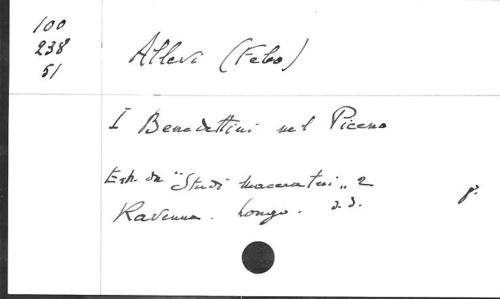 100
238
51
Allevi (Febo)
I Benedettini nel Piceno
Estr. da "Studi maceratesi" 2
Ravenna. Longo. s.d.
p.